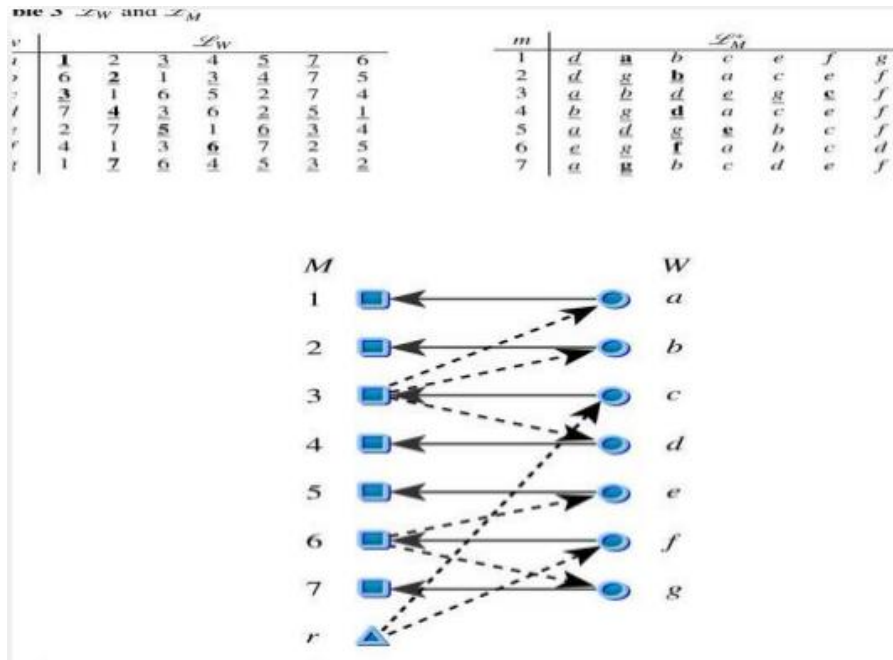 3 ℒW and ℒM
ℒW
1 2 3 4 5 7 6
6 2 1 3 4 7 5
3 1 6 5 2 7 4
7 4 3 6 2 5 1
2 7 5 1 6 3 4
4 1 3 6 7 2 5
1 7 6 4 5 3 2
m ℒ*M
1 d a b c e f g
2 d g b a c e f
3 a b d e g c f
4 b g d a c e f
5 a d g e b c f
6 e g f a b c d
7 a g b c d e f
M W
1 a
2 b
3 c
4 d
5 e
6 f
7 g
r